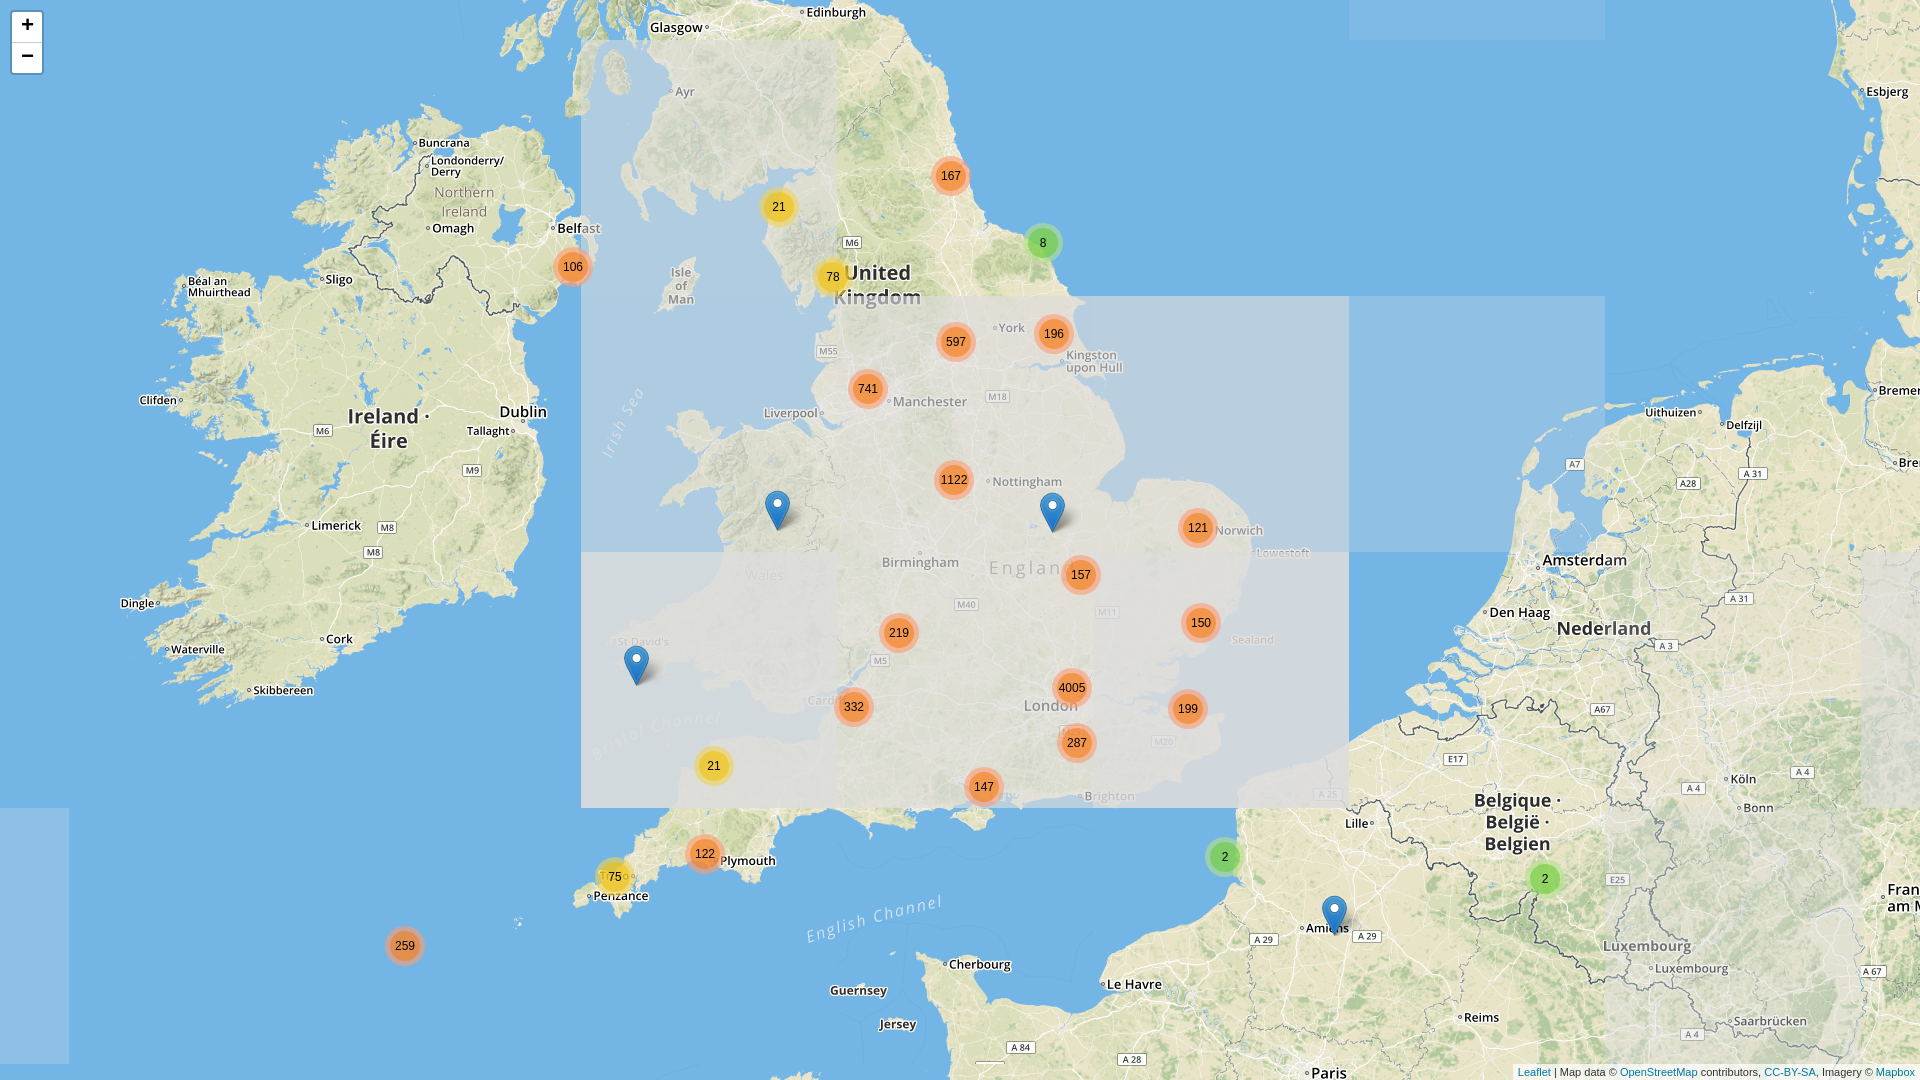 +
−
Glasgow
Edinburgh
Ayr
Esbjerg
Buncrana
Londonderry/
Derry
Northern
Ireland
167
21
Omagh
Belfast
M6
8
106
Sligo
Béal an
Mhuirthead
Isle
of
Man
78
United
Kingdom
York
196
597
M55
Kingston
upon Hull
741
Manchester
M18
Clifden
Liverpool
Bremer
Uithuizen
Delfzijl
Ireland ·
Éire
Dublin
Tallaght
M6
Irish Sea
M9
1122
Nottingham
A7
A 31
A28
Bre
Limerick
M8
M8
121
Norwich
Lowestoft
Birmingham
Englan
157
Wales
Amsterdam
Dingle
M40
M11
Den Haag
A 31
Nederland
150
219
Sealand
Cork
St David's
Waterville
M5
A 3
Skibbereen
4005
Cardiff
332
London
199
A67
Bristol Channel
287
M20
E17
21
147
Brighton
A 25
Köln
A 4
A 4
Bonn
Belgique ·
België ·
Belgien
Lille
122
Plymouth
2
75
Penzance
2
E25
Fran
am M
English Channel
259
Amiens
A 29
A 29
Luxembourg
Luxembourg
A 67
Cherbourg
Le Havre
Guernsey
Jersey
Reims
Saarbrücken
A 4
A 84
A 28
Paris
Leaflet | Map data © OpenStreetMap contributors, CC-BY-SA, Imagery © Mapbox